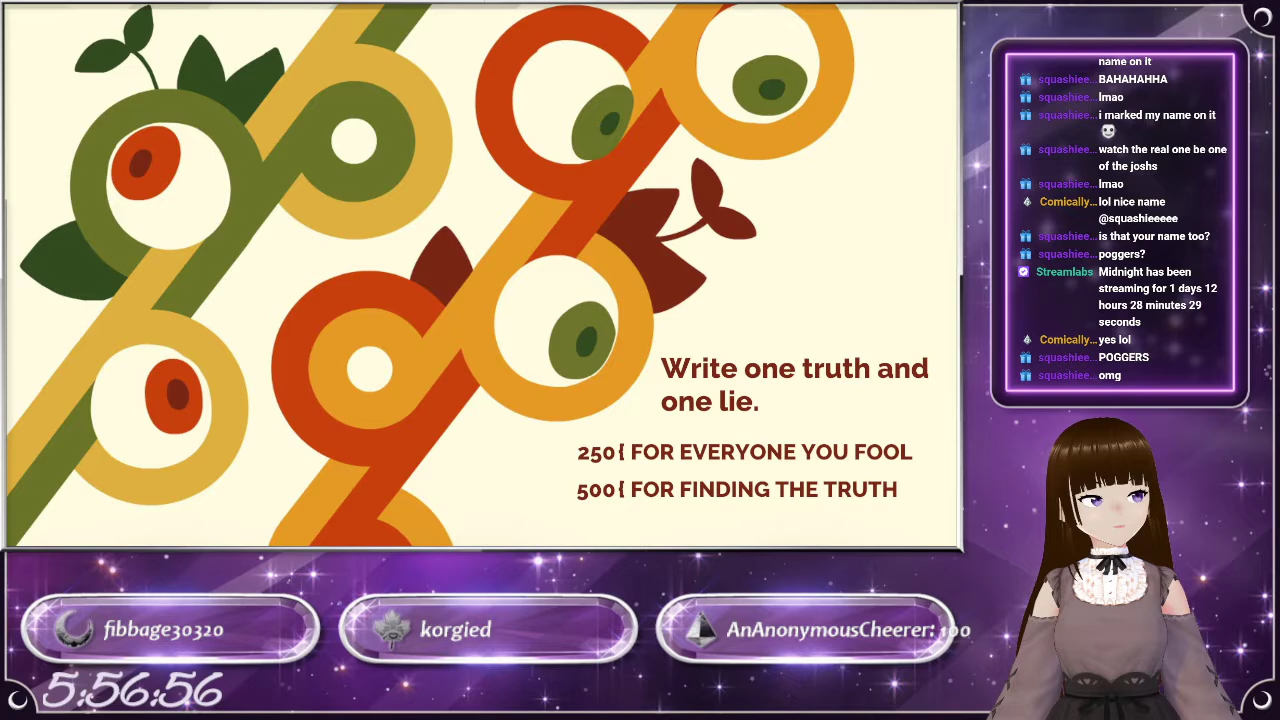 Write one truth and
one lie.
250{ FOR EVERYONE YOU FOOL
500{ FOR FINDING THE TRUTH
name on it
squashiee... BAHAHAHHA
squashiee... lmao
squashiee... i marked my name on it
squashiee... watch the real one be one
of the joshs
squashiee... lmao
Comically... lol nice name
@squashieeeee
squashiee... is that your name too?
squashiee... poggers?
Streamlabs Midnight has been
streaming for 1 days 12
hours 28 minutes 29
seconds
Comically... yes lol
squashiee... POGGERS
squashiee... omg
fibbage30320
korgied
AnAnonymousCheerer: 100
5:56:56